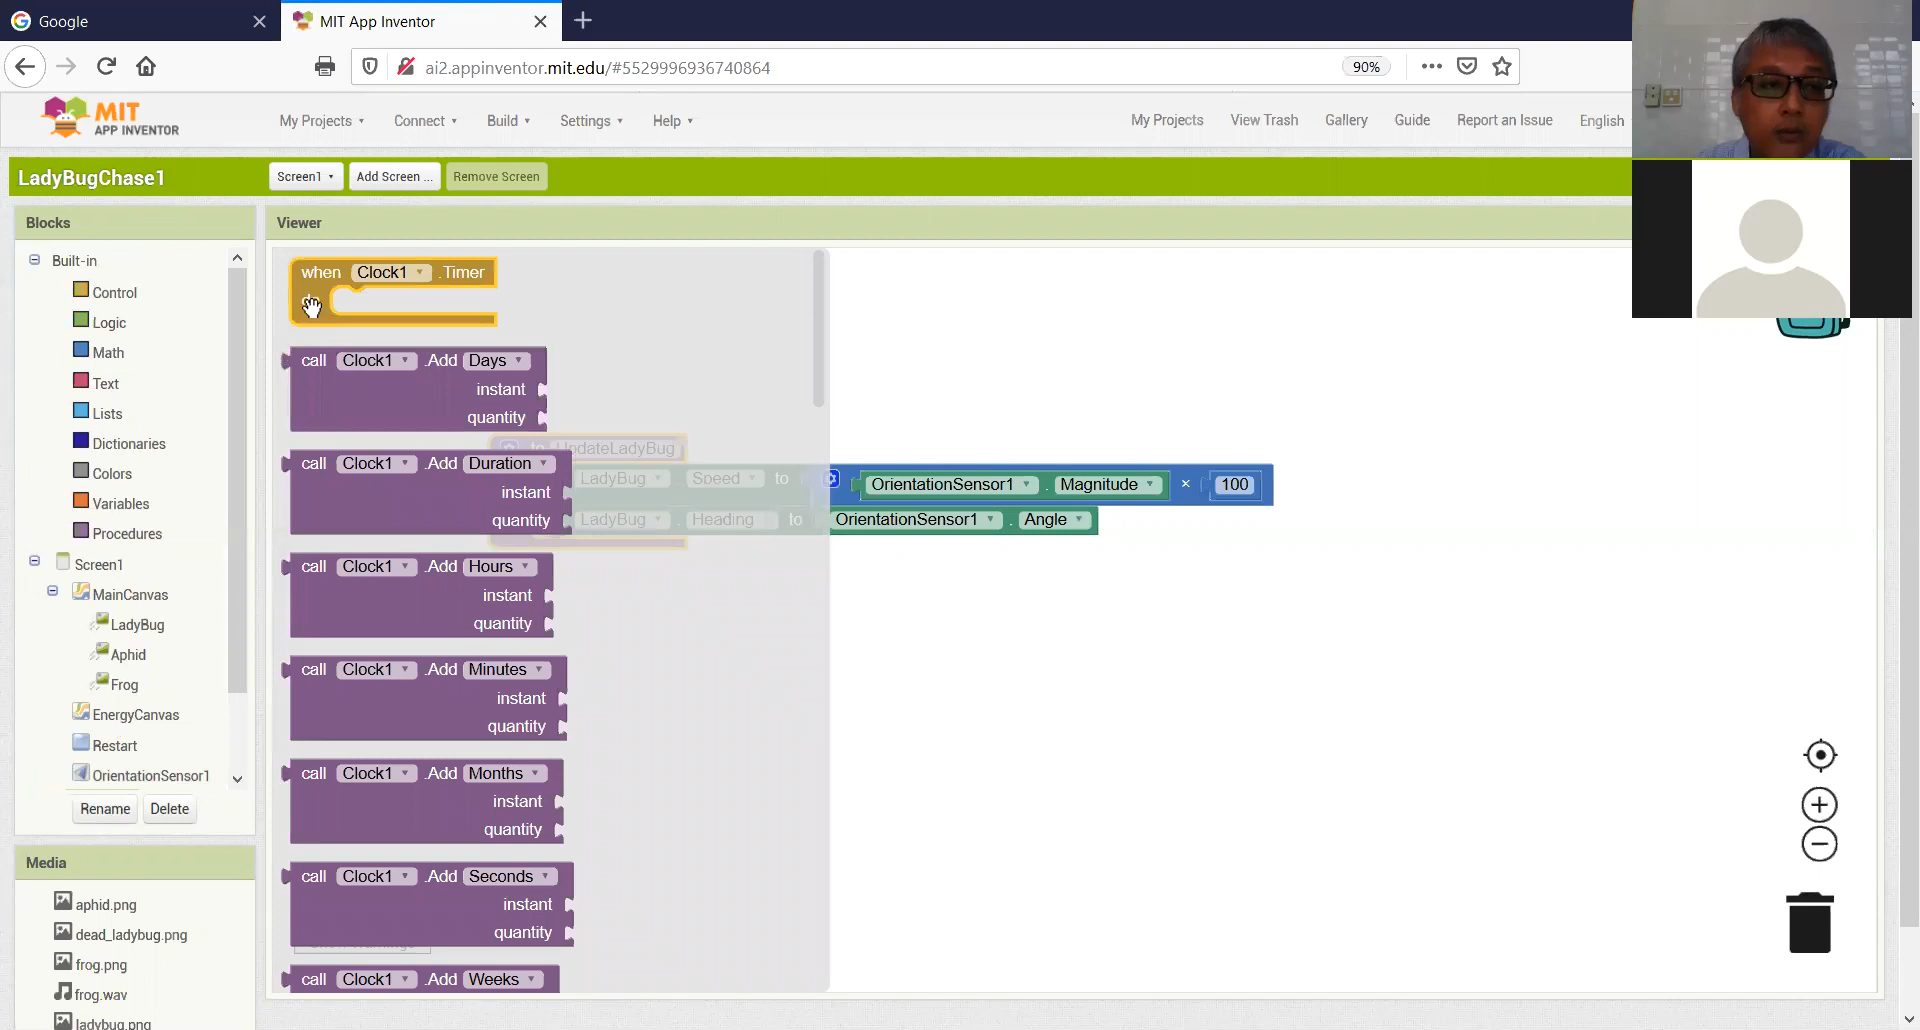 Google
MIT App Inventor
ai2.appinventor.mit.edu/#5529996936740864
90%
MIT
APP INVENTOR
My Projects
Connect
Build
Settings
Help
My Projects
View Trash
Gallery
Guide
Report an Issue
English
LadyBugChase1
Screen1
Add Screen ...
Remove Screen
Blocks
Built-in
Control
Logic
Math
Text
Lists
Dictionaries
Colors
Variables
Procedures
Screen1
MainCanvas
LadyBug
Aphid
Frog
EnergyCanvas
Restart
OrientationSensor1
Rename
Delete
Media
aphid.png
dead_ladybug.png
frog.png
frog.wav
ladybug.png
Viewer
when Clock1 .Timer
call Clock1 .Add Days
instant
quantity
to UpdateLadyBug
call Clock1 .Add Duration
instant
quantity
LadyBug . Speed to OrientationSensor1 . Magnitude × 100
LadyBug . Heading to OrientationSensor1 . Angle
call Clock1 .Add Hours
instant
quantity
call Clock1 .Add Minutes
instant
quantity
call Clock1 .Add Months
instant
quantity
call Clock1 .Add Seconds
instant
quantity
call Clock1 .Add Weeks